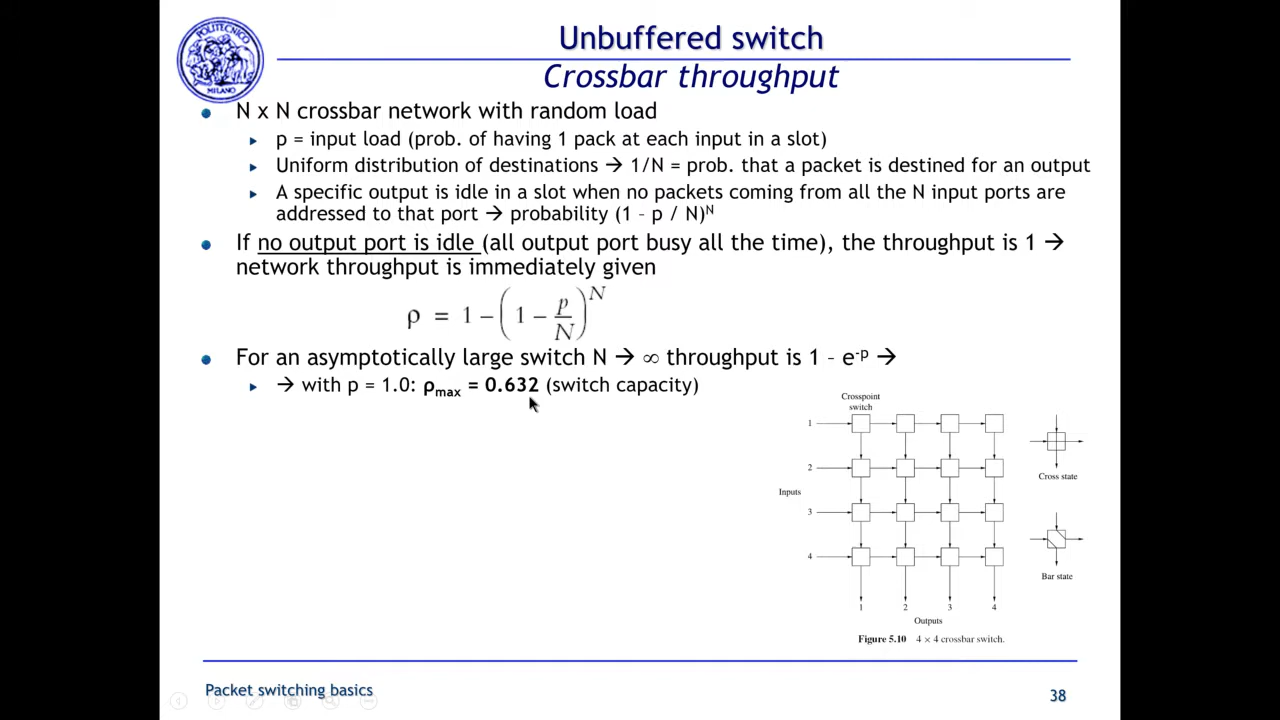 POLITECNICO
MILANO
Unbuffered switch
Crossbar throughput
N x N crossbar network with random load
p = input load (prob. of having 1 pack at each input in a slot)
Uniform distribution of destinations → 1/N = prob. that a packet is destined for an output
A specific output is idle in a slot when no packets coming from all the N input ports are
addressed to that port → probability (1 – p / N)ᴺ
If no output port is idle (all output port busy all the time), the throughput is 1 →
network throughput is immediately given
ρ = 1 – (1 – p/N)ᴺ
For an asymptotically large switch N → ∞ throughput is 1 – e⁻ᵖ →
→ with p = 1.0: ρmax = 0.632 (switch capacity)
Crosspoint
switch
1
2
Inputs
3
4
1 2 3 4
Outputs
Cross state
Bar state
Figure 5.10 4 × 4 crossbar switch.
Packet switching basics
38